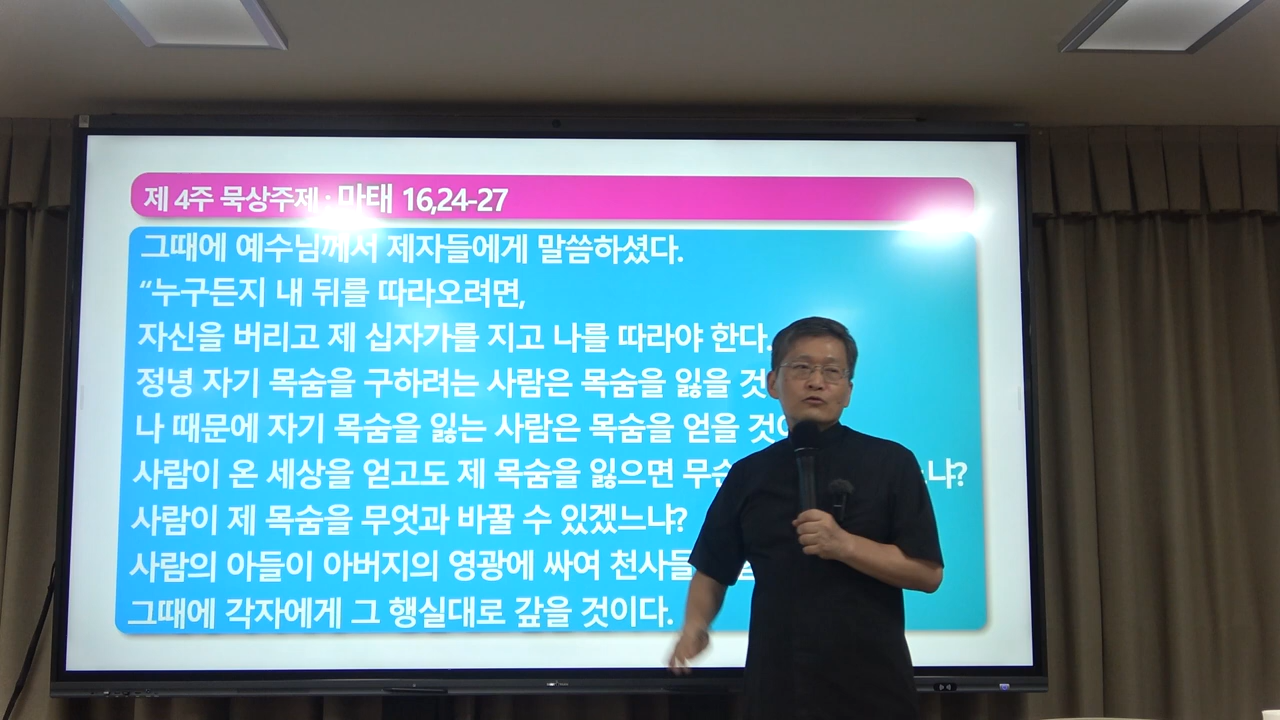 제 4주 묵상주제 : 마태 16,24-27
그때에 예수님께서 제자들에게 말씀하셨다.
“누구든지 내 뒤를 따라오려면,
자신을 버리고 제 십자가를 지고 나를 따라야 한다.
정녕 자기 목숨을 구하려는 사람은 목숨을 잃을 것
나 때문에 자기 목숨을 잃는 사람은 목숨을 얻을 것
사람이 온 세상을 얻고도 제 목숨을 잃으면 냐?
사람이 제 목숨을 무엇과 바꿀 수 있겠느냐?
사람의 아들이 아버지의 영광에 싸여 천사들
그때에 각자에게 그 행실대로 갚을 것이다.